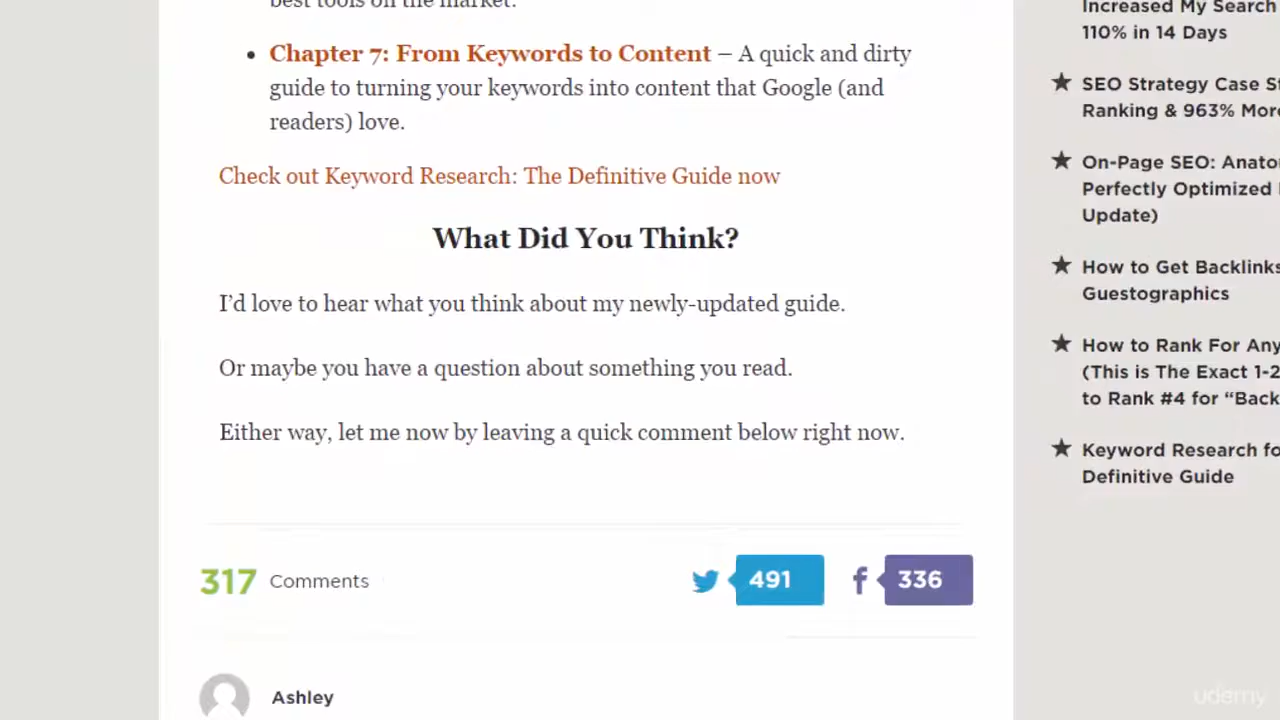 best tools on the market.
• Chapter 7: From Keywords to Content – A quick and dirty
guide to turning your keywords into content that Google (and
readers) love.
Check out Keyword Research: The Definitive Guide now
What Did You Think?
I'd love to hear what you think about my newly-updated guide.
Or maybe you have a question about something you read.
Either way, let me now by leaving a quick comment below right now.
317 Comments
491
336
Ashley
Increased My Search
110% in 14 Days
★ SEO Strategy Case
Ranking & 963%
★ On-Page SEO:
Perfectly Optimized
Update)
★ How to Get Backlinks
Guestographics
★ How to Rank For Any
(This is The Exact
to Rank #4 for
★ Keyword Research
Definitive Guide
udemy